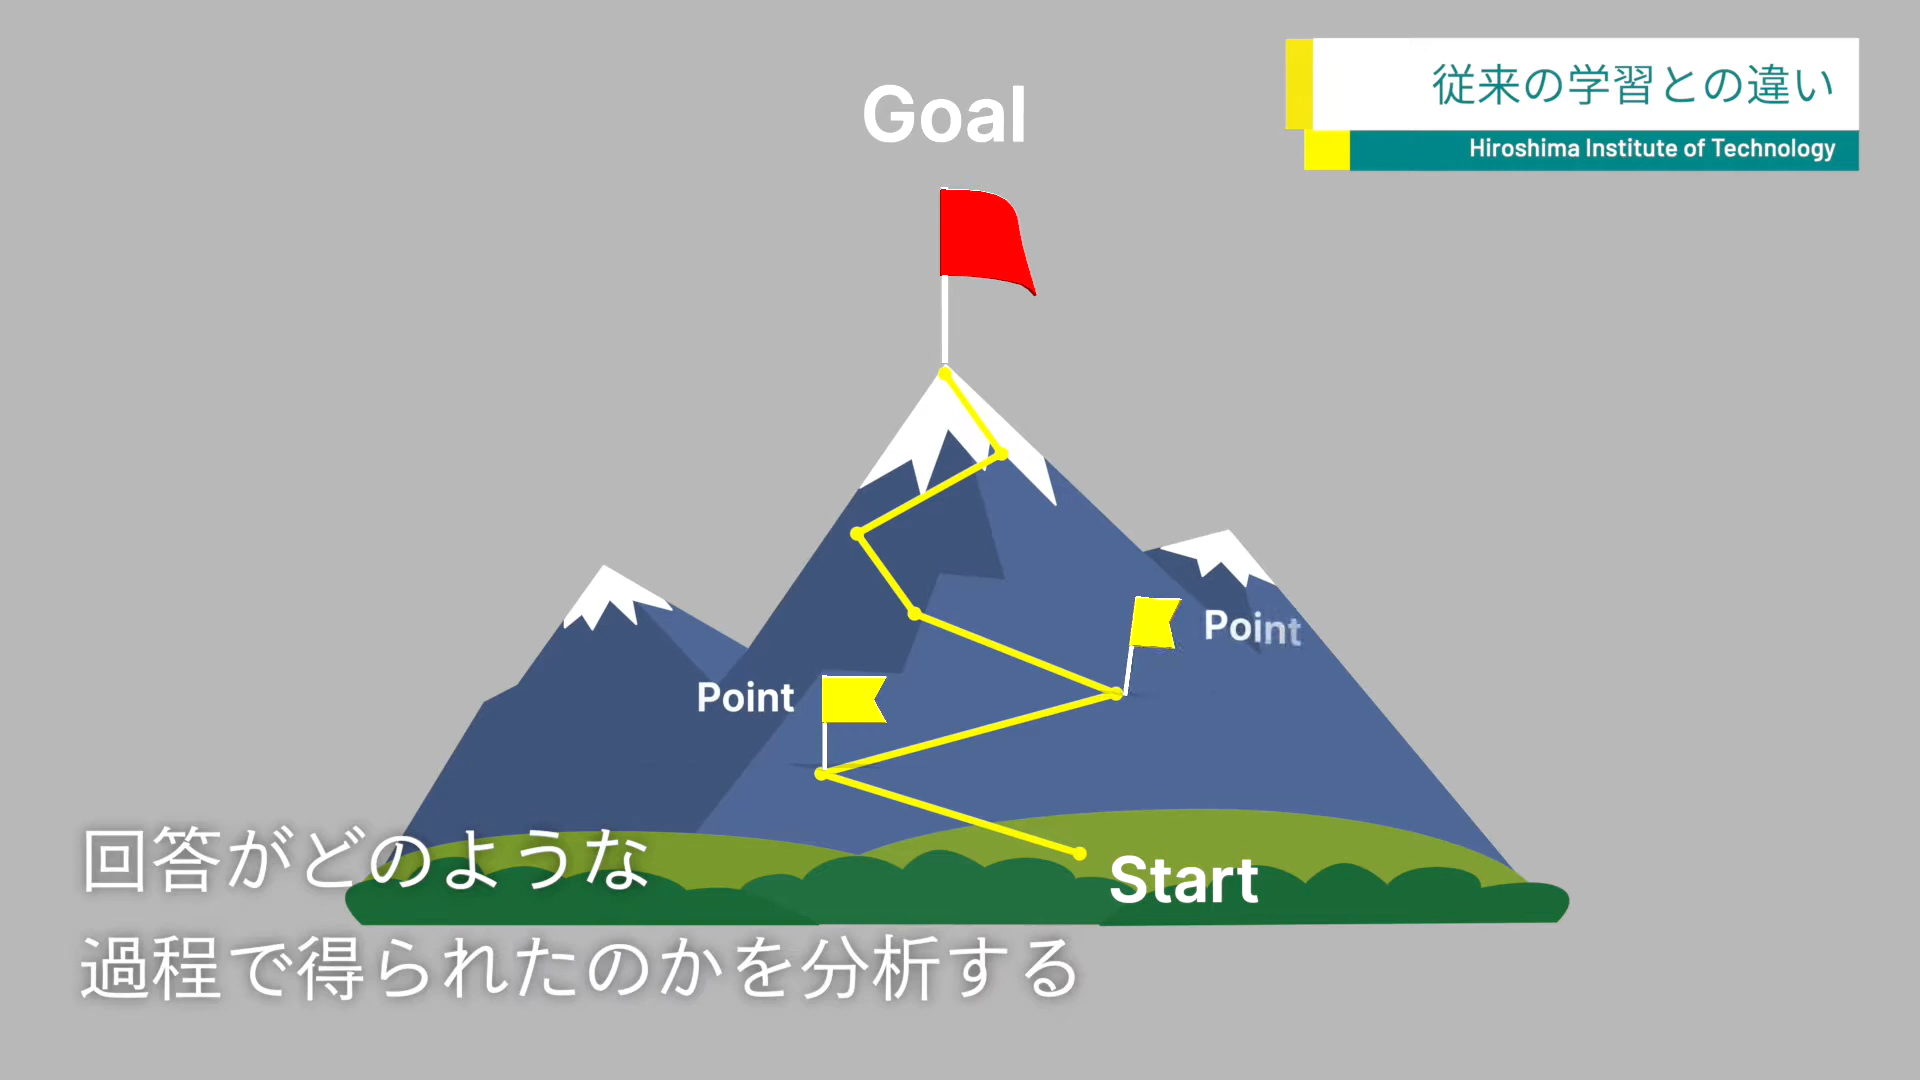 従来の学習との違い
Hiroshima Institute of Technology
Goal
Point
Point
Start
回答がどのような
過程で得られたのかを分析する